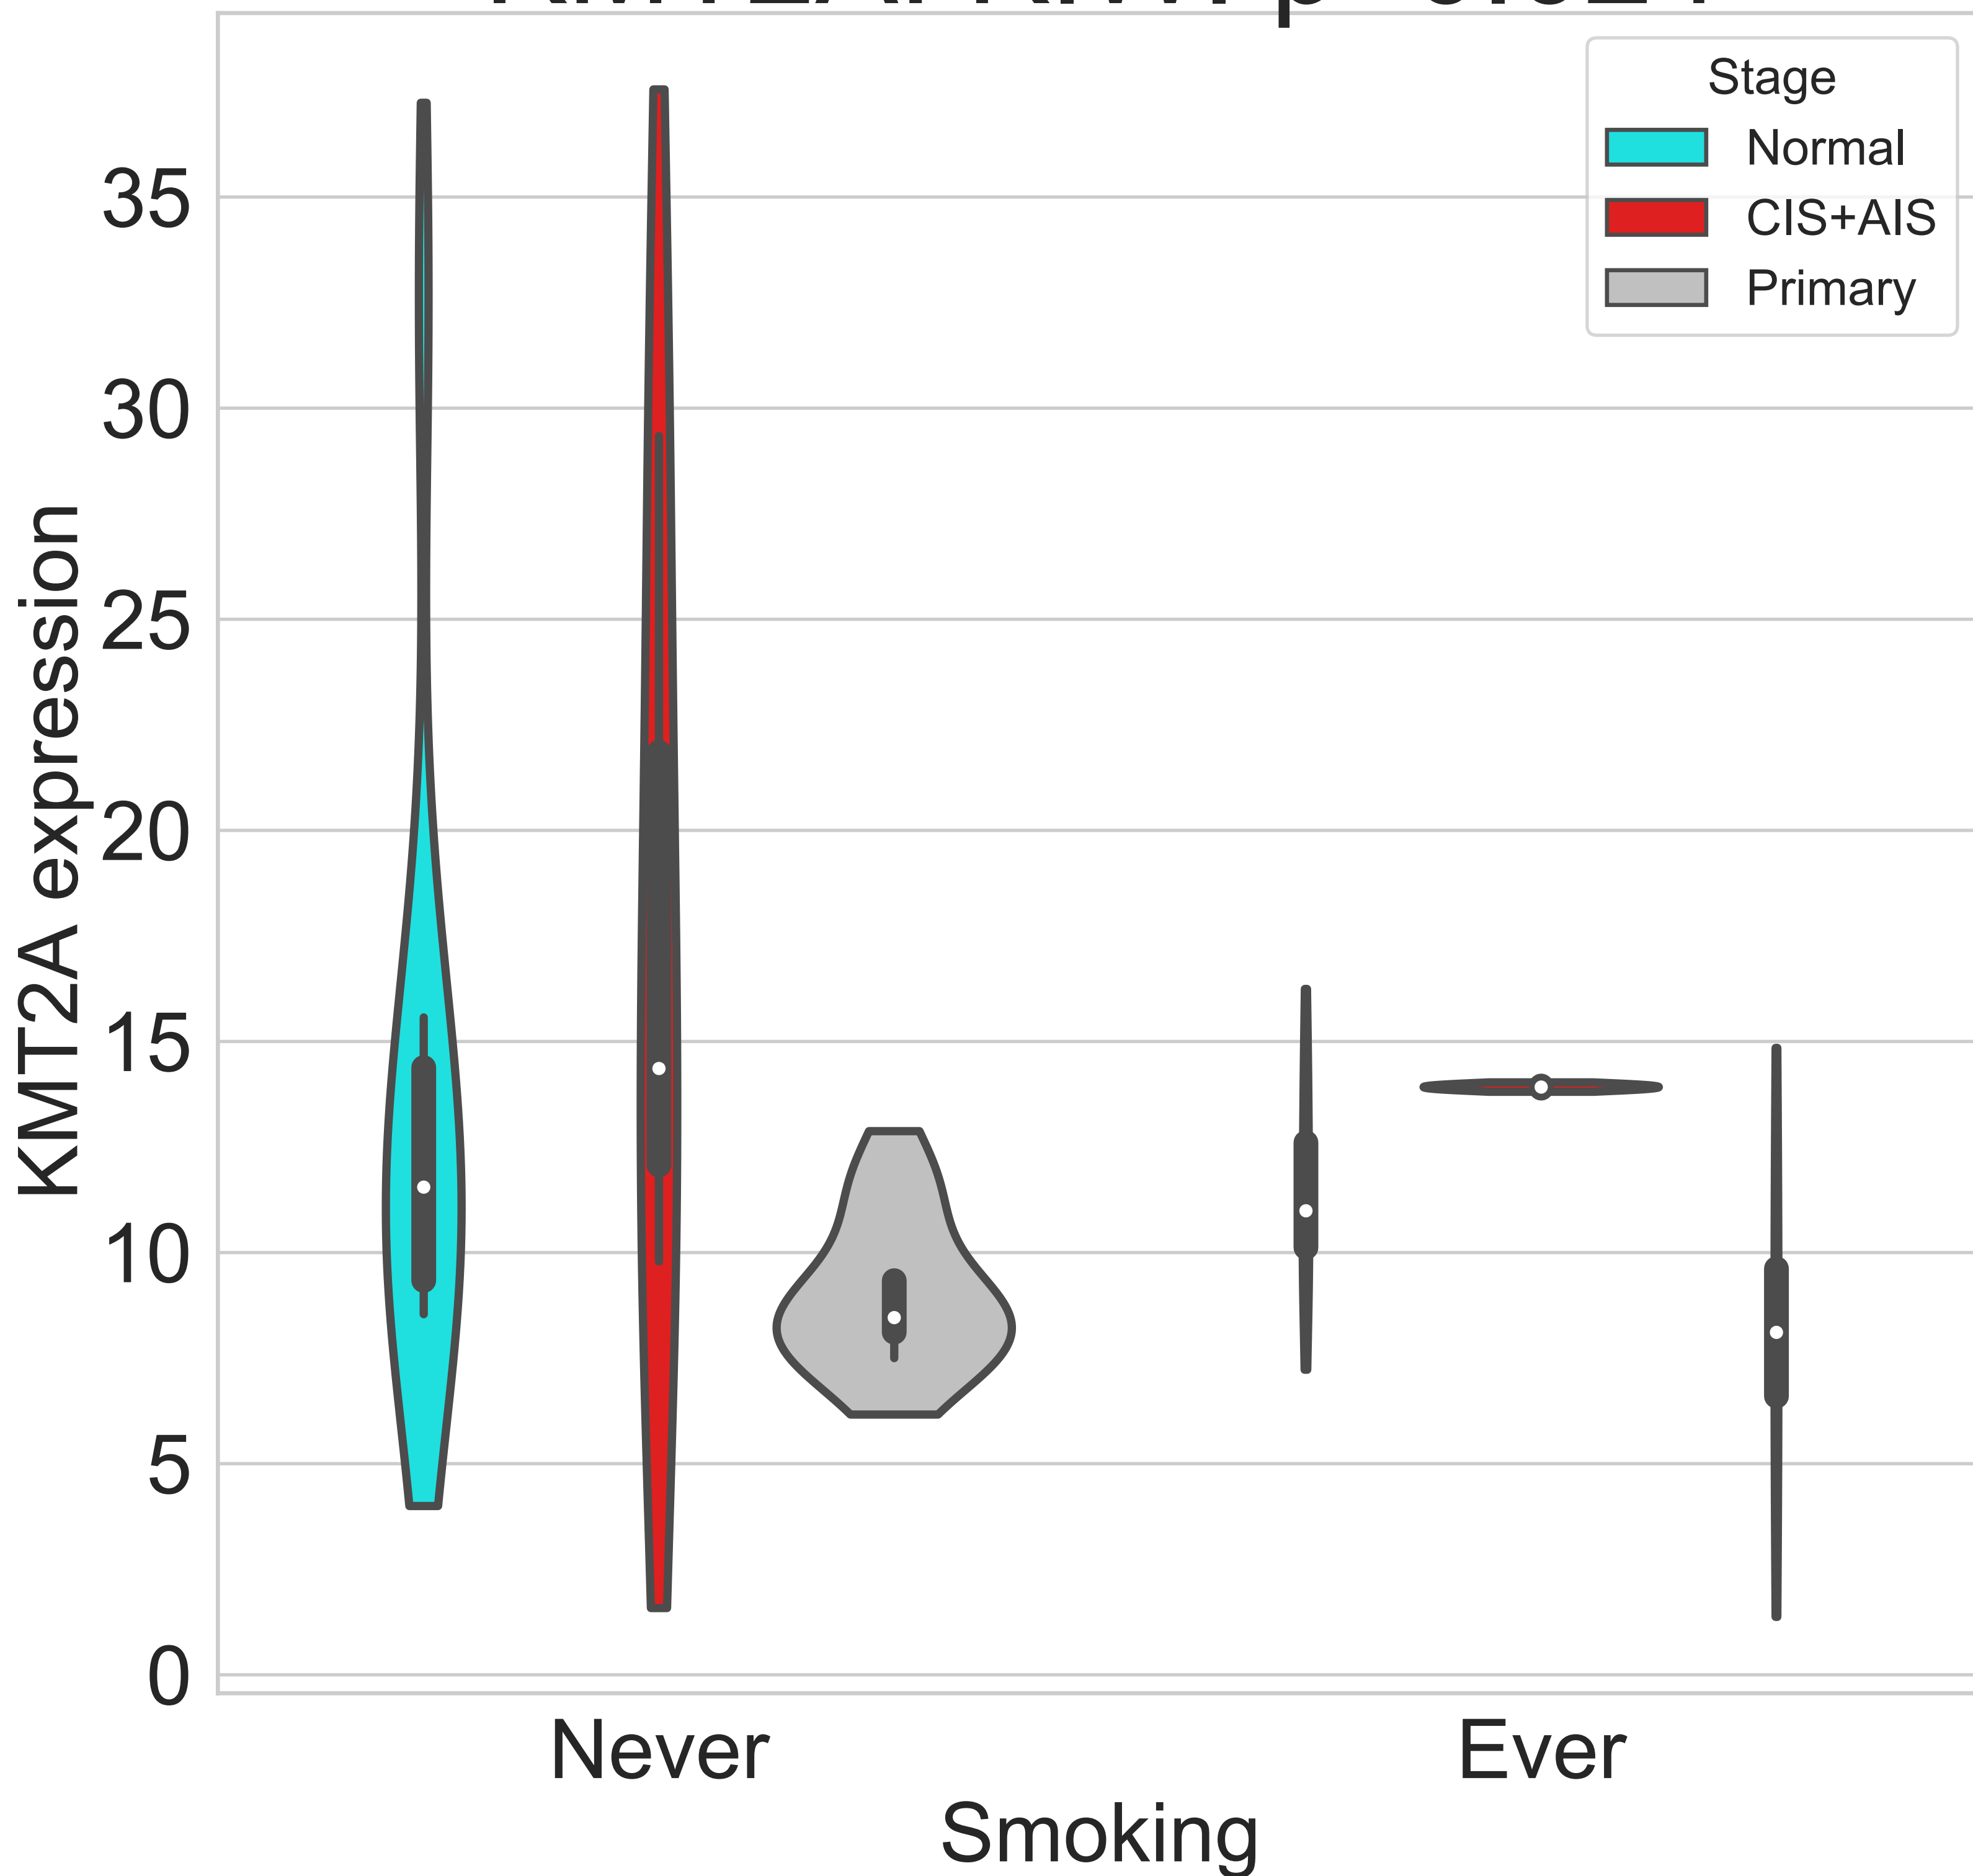 Stage
Normal
CIS+AIS
Primary
35
30
25
20
15
10
5
0
KMT2A expression
Never
Ever
Smoking